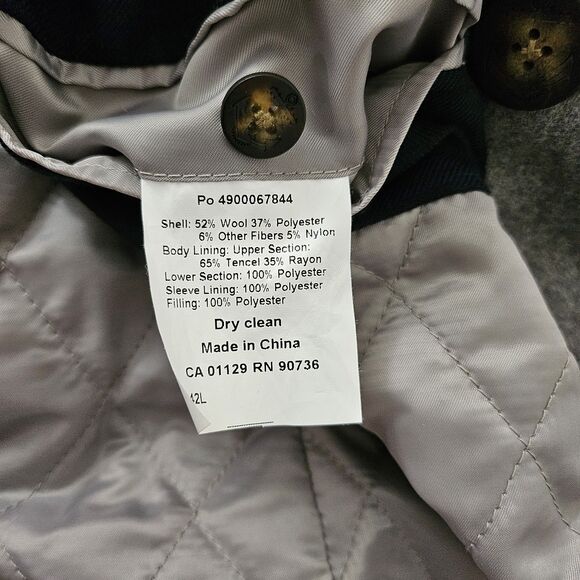 Po 4900067844
Shell: 52% Wool 37% Polyester
6% Other Fibers 5% Nylon
Body Lining: Upper Section:
65% Tencel 35% Rayon
Lower Section: 100% Polyester
Sleeve Lining: 100% Polyester
Filling: 100% Polyester
Dry clean
Made in China
CA 01129 RN 90736
42L